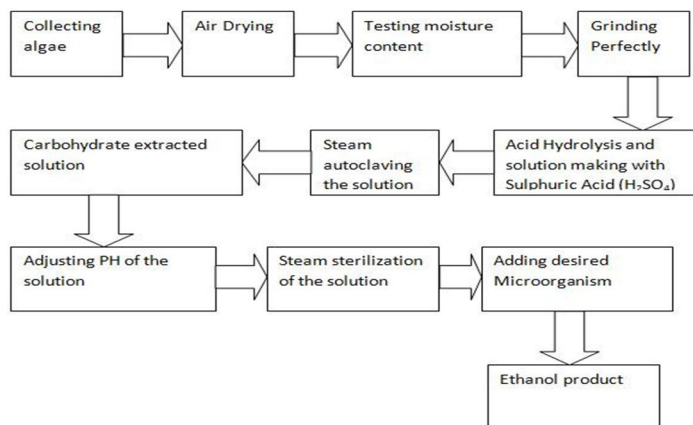 Collecting
algae
Air Drying
Testing moisture
content
Grinding
Perfectly
Acid Hydrolysis and
solution making with
Sulphuric Acid (H₂SO₄)
Steam
autoclaving
the solution
Carbohydrate extracted
solution
Adjusting PH of the
solution
Steam sterilization
of the solution
Adding desired
Microorganism
Ethanol product